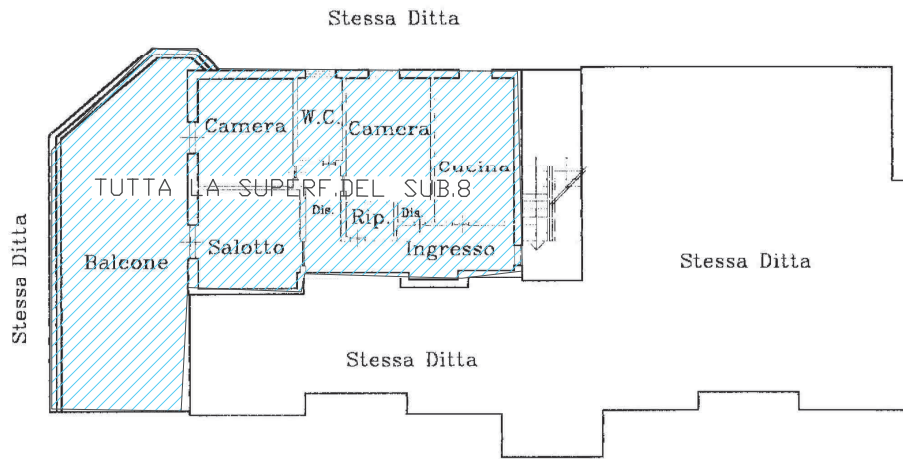 Stessa Ditta
Camera
W.C.
Camera
Cucina
TUTTA LA SUPERF.DEL SUB.8
Dis.
Rip.
Dis.
Salotto
Ingresso
Balcone
Stessa Ditta
Stessa Ditta
Stessa Ditta